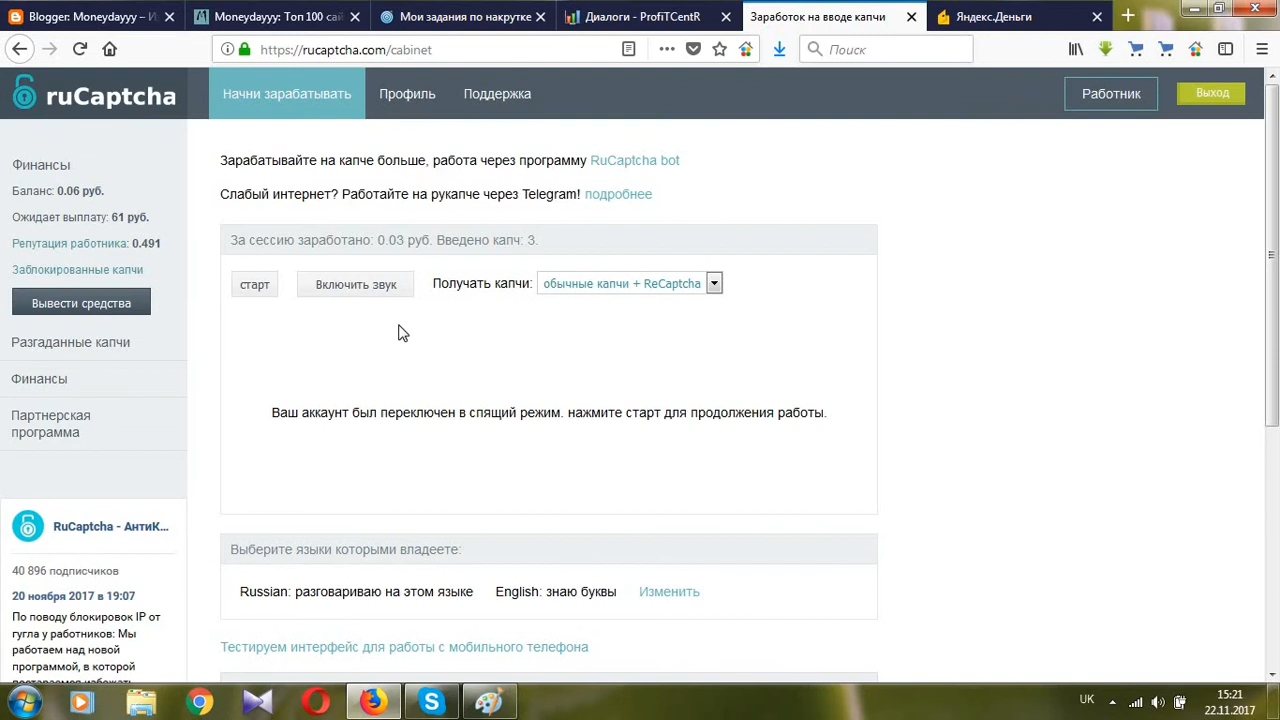 Blogger: Moneydayyy – И
Moneydayyy: Топ 100 сай
Мои задания по накрутке
Диалоги - ProfiTCentR
Заработок на вводе капчи
Яндекс.Деньги
https://rucaptcha.com/cabinet
Поиск
ruCaptcha
Начни зарабатывать
Профиль
Поддержка
Работник
Выход
Финансы
Баланс: 0.06 руб.
Ожидает выплату: 61 руб.
Репутация работника: 0.491
Заблокированные капчи
Вывести средства
Разгаданные капчи
Финансы
Партнерская
программа
RuCaptcha - АнтиК...
40 896 подписчиков
20 ноября 2017 в 19:07
По поводу блокировок IP от
гугла у работников: Мы
работаем над новой
программой, в которой
постараемся избежать
Зарабатывайте на капче больше, работа через программу RuCaptcha bot
Слабый интернет? Работайте на рукапче через Telegram! подробнее
За сессию заработано: 0.03 руб. Введено капч: 3.
старт
Включить звук
Получать капчи:
обычные капчи + ReCaptcha
Ваш аккаунт был переключен в спящий режим. нажмите старт для продолжения работы.
Выберите языки которыми владеете:
Russian: разговариваю на этом языке
English: знаю буквы
Изменить
Тестируем интерфейс для работы с мобильного телефона
UK
15:21
22.11.2017